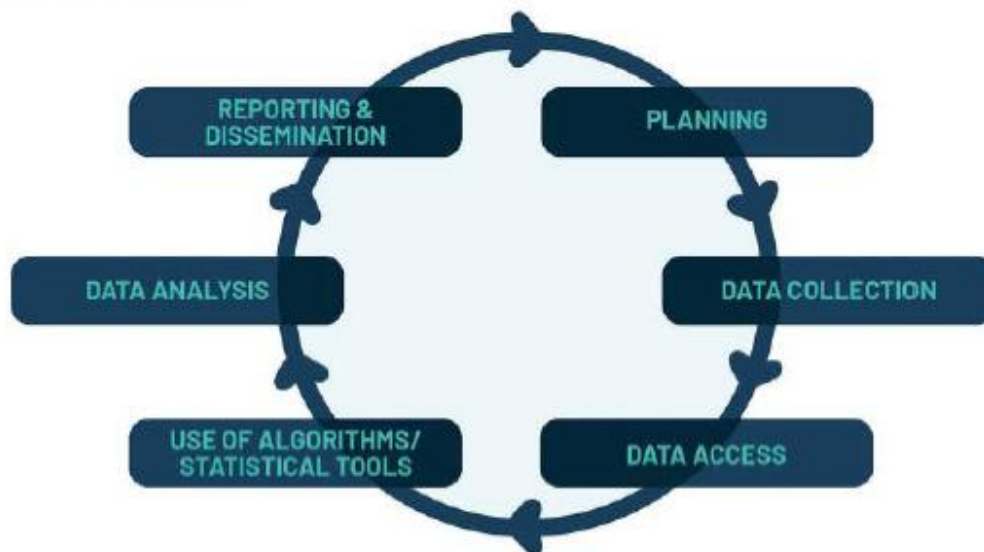 REPORTING &
DISSEMINATION
PLANNING
DATA ANALYSIS
DATA COLLECTION
USE OF ALGORITHMS/
STATISTICAL TOOLS
DATA ACCESS